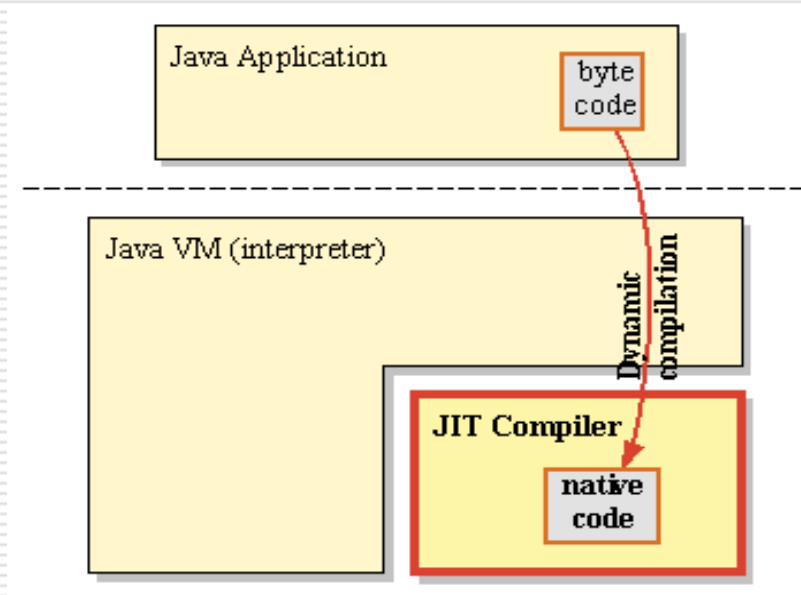 Java Application
byte
code
Java VM (interpreter)
Dynamic
compilation
JIT Compiler
native
code